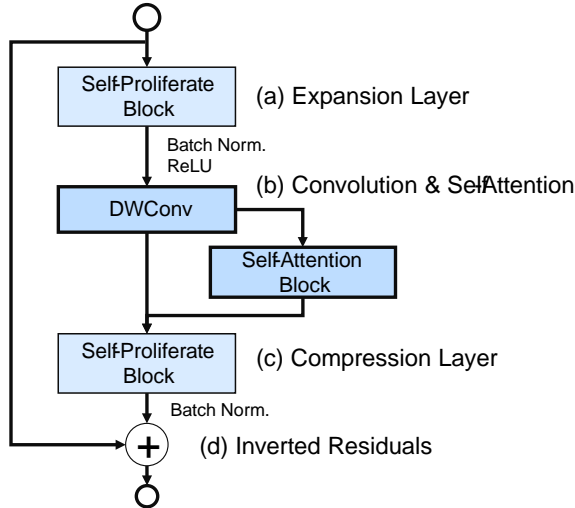 Self-Proliferate
Block
(a) Expansion Layer
Batch Norm.
ReLU
(b) Convolution & Self-Attention
DWConv
Self-Attention
Block
Self-Proliferate
Block
(c) Compression Layer
Batch Norm.
+
(d) Inverted Residuals